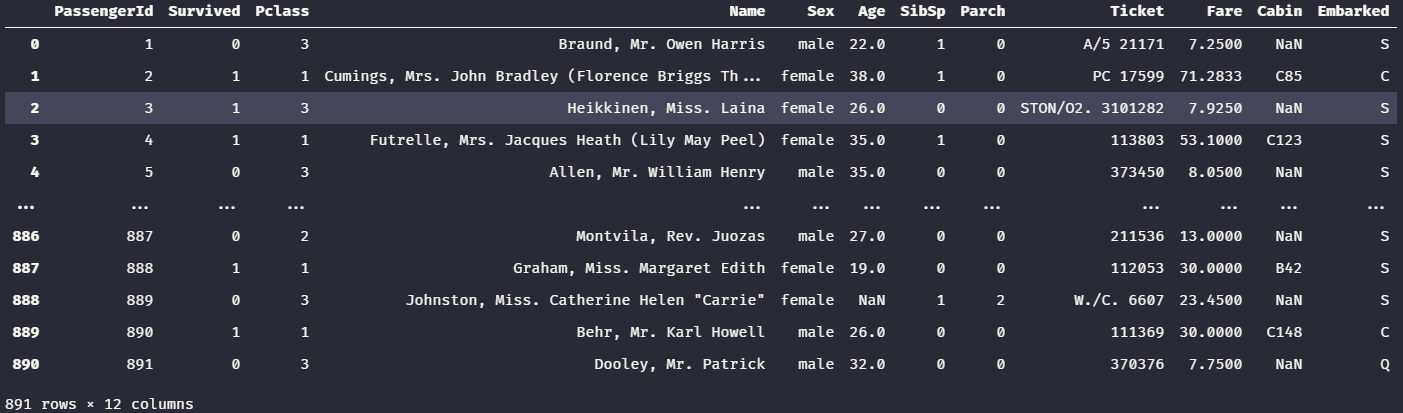 PassengerId Survived Pclass Name Sex Age SibSp Parch Ticket Fare Cabin Embarked
0 1 0 3 Braund, Mr. Owen Harris male 22.0 1 0 A/5 21171 7.2500 NaN S
1 2 1 1 Cumings, Mrs. John Bradley (Florence Briggs Th... female 38.0 1 0 PC 17599 71.2833 C85 C
2 3 1 3 Heikkinen, Miss. Laina female 26.0 0 0 STON/O2. 3101282 7.9250 NaN S
3 4 1 1 Futrelle, Mrs. Jacques Heath (Lily May Peel) female 35.0 1 0 113803 53.1000 C123 S
4 5 0 3 Allen, Mr. William Henry male 35.0 0 0 373450 8.0500 NaN S
... ... ... ... ... ... ... ... ... ... ... ... ...
886 887 0 2 Montvila, Rev. Juozas male 27.0 0 0 211536 13.0000 NaN S
887 888 1 1 Graham, Miss. Margaret Edith female 19.0 0 0 112053 30.0000 B42 S
888 889 0 3 Johnston, Miss. Catherine Helen "Carrie" female NaN 1 2 W./C. 6607 23.4500 NaN S
889 890 1 1 Behr, Mr. Karl Howell male 26.0 0 0 111369 30.0000 C148 C
890 891 0 3 Dooley, Mr. Patrick male 32.0 0 0 370376 7.7500 NaN Q
891 rows × 12 columns